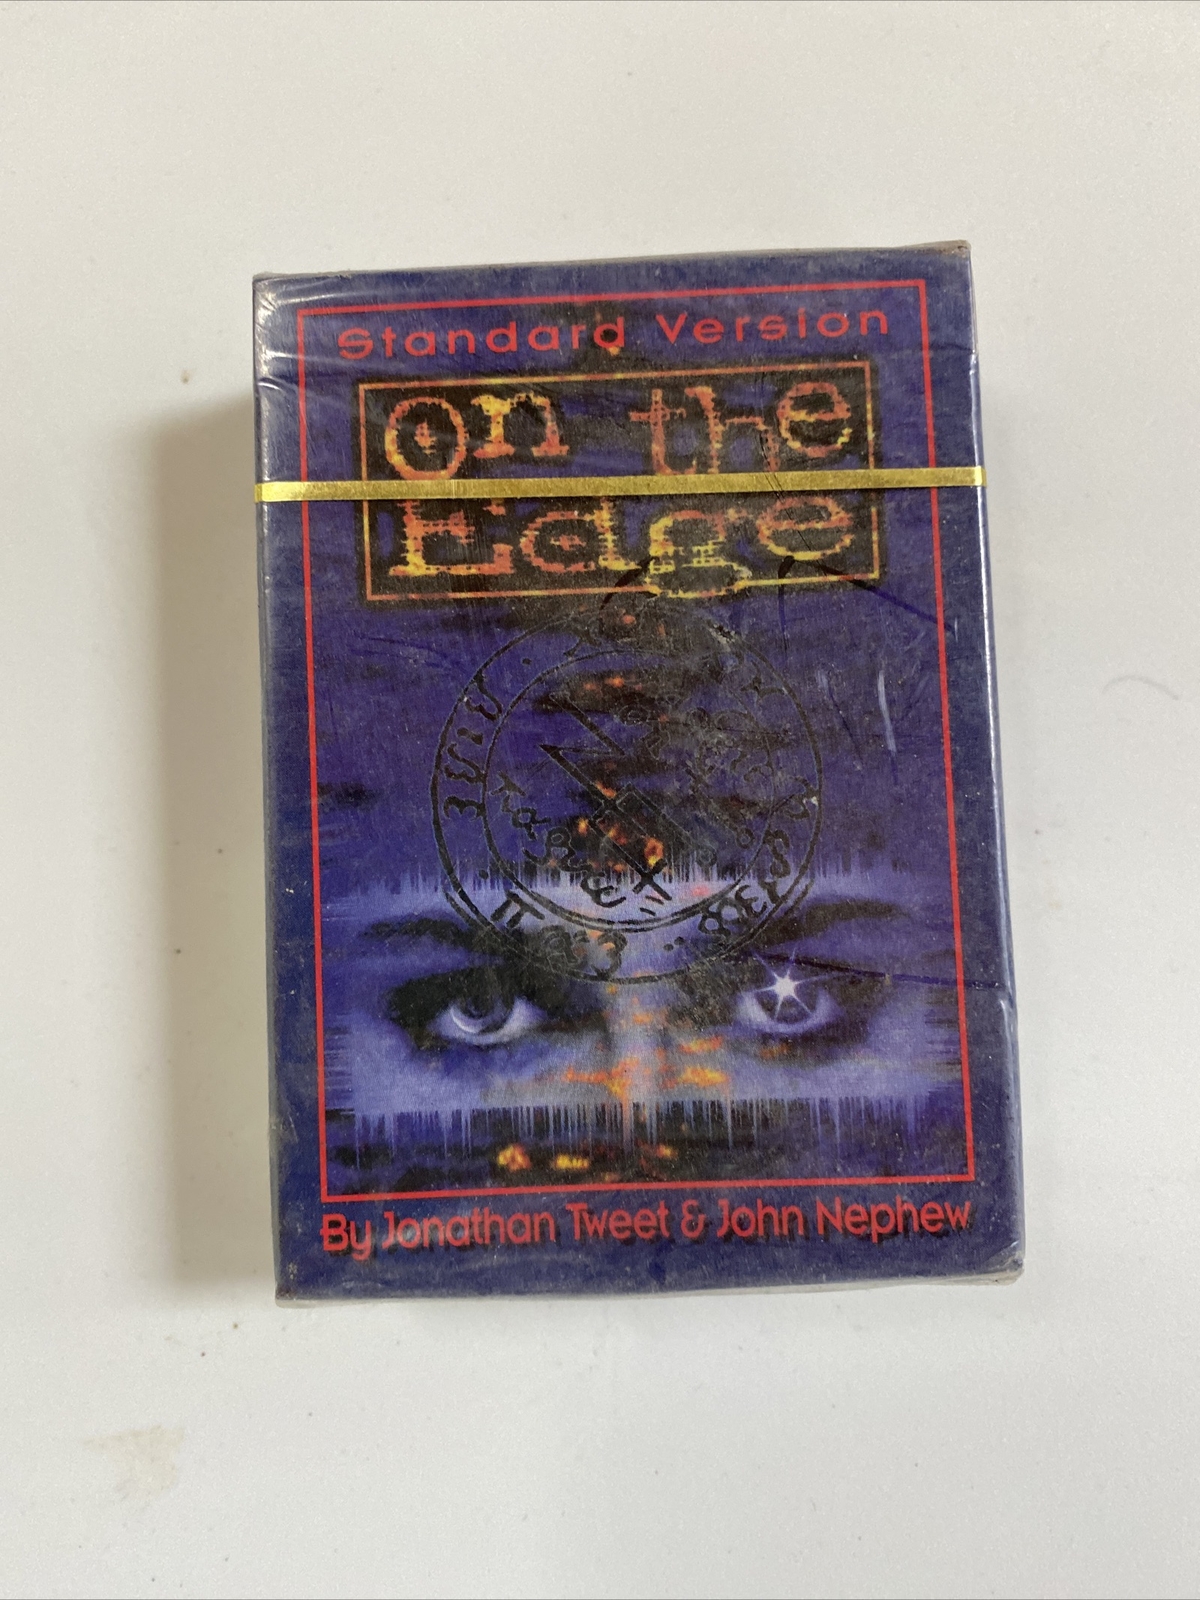 Standard Version
on the
Edge
By Jonathan Tweet & John Nephew